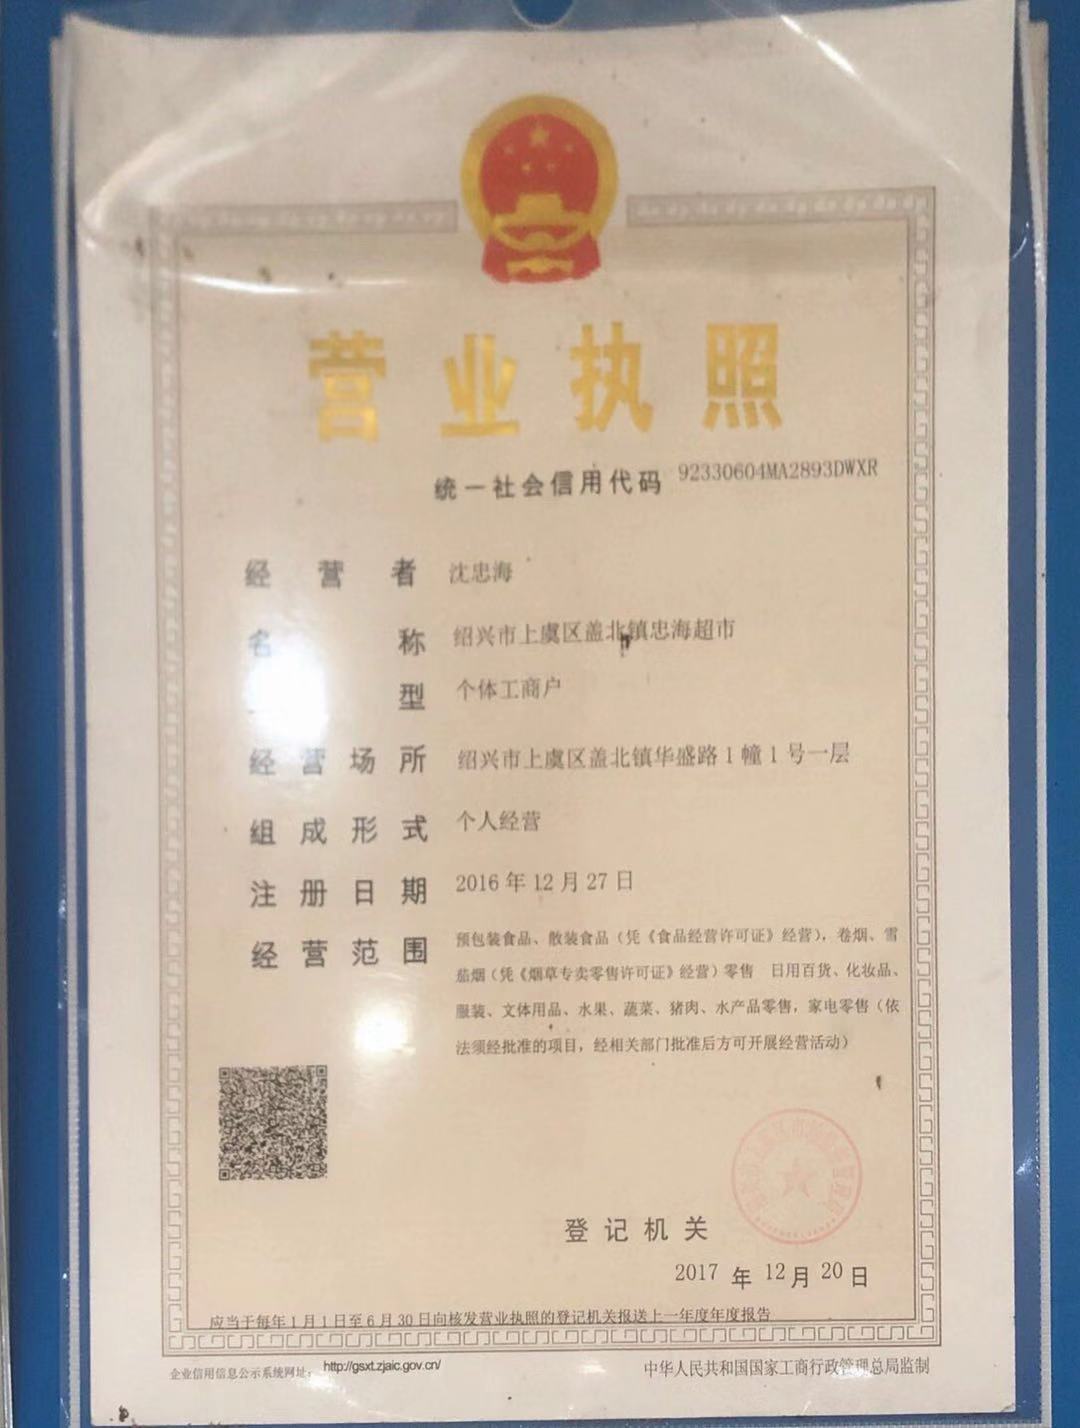 营业执照
统一社会信用代码 92330604MA2893DWXR
经营者 沈忠海
名称 绍兴市上虞区盖北镇忠海超市
型 个体工商户
经营场所 绍兴市上虞区盖北镇华盛路1幢1号一层
组成形式 个人经营
注册日期 2016年12月27日
经营范围 预包装食品、散装食品（凭《食品经营许可证》经营），卷烟、雪
茄烟（凭《烟草专卖零售许可证》经营）零售 日用百货、化妆品、
服装、文体用品、水果、蔬菜、猪肉、水产品零售，家电零售（依
法须经批准的项目，经相关部门批准后方可开展经营活动）
登记机关
2017年12月20日
应当于每年1月1日至6月30日向核发营业执照的登记机关报送上一年度年度报告
企业信用信息公示系统网址： http://gsxt.zjaic.gov.cn/
中华人民共和国国家工商行政管理总局监制